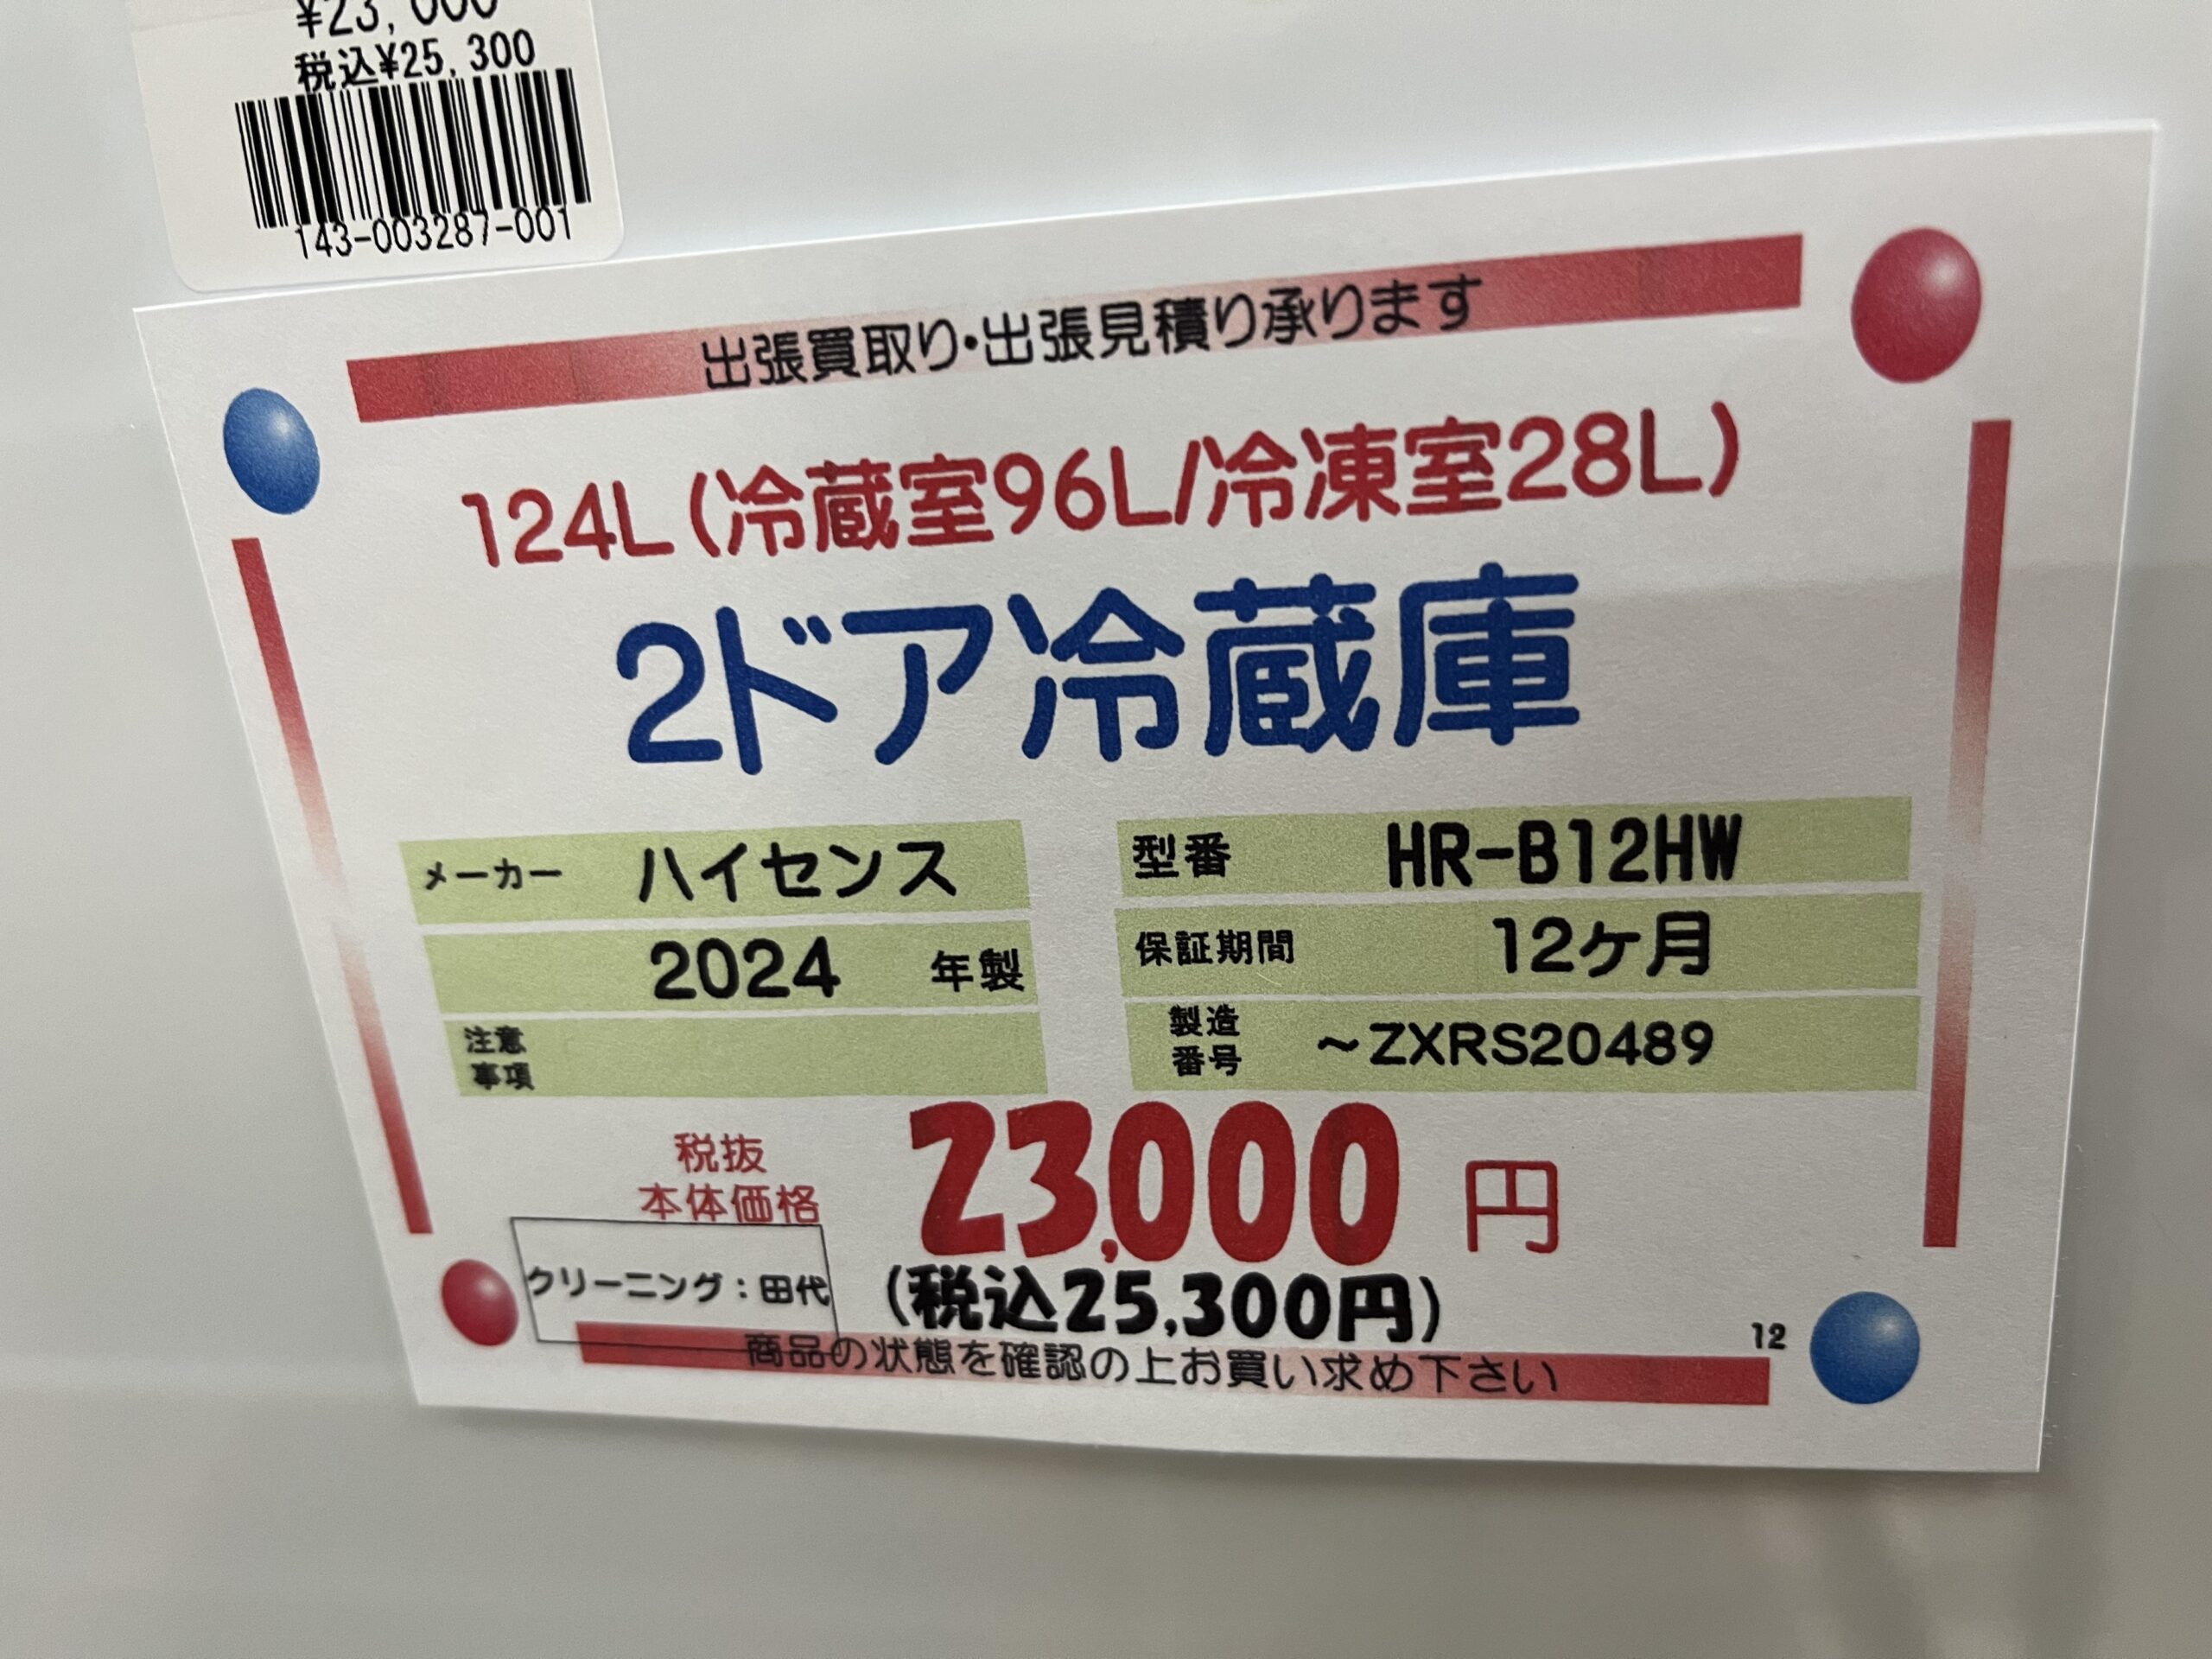 ¥23,000
税込¥25,300
143-003287-001
出張買取り・出張見積り承ります
124L(冷蔵室96L/冷凍室28L)
2ドア冷蔵庫
メーカー ハイセンス
型番 HR-B12HW
2024 年製
保証期間 12ケ月
注意
事項
製造
番号 ～ZXRS20489
税抜
本体価格 23,000 円
クリーニング：田代
(税込25,300円)
12
商品の状態を確認の上お買い求め下さい